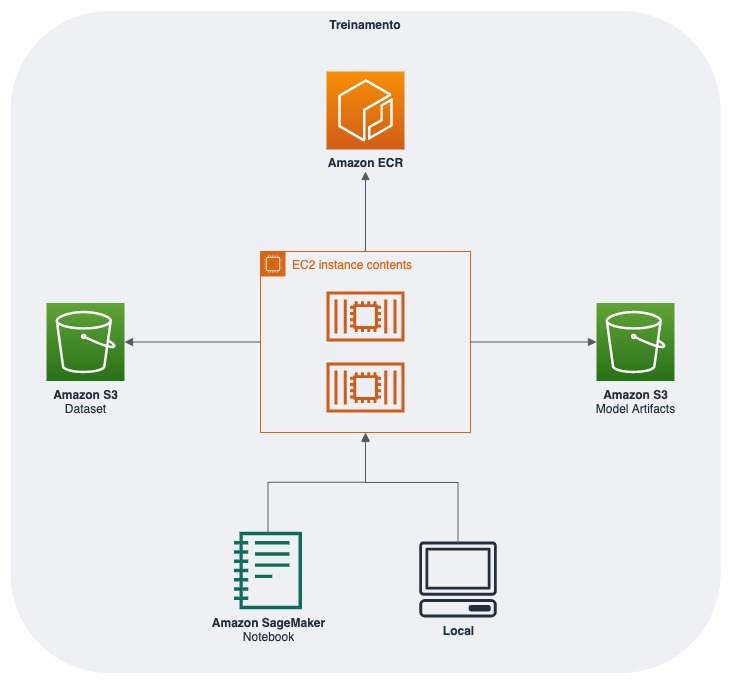 Treinamento
Amazon ECR
EC2 instance contents
Amazon S3
Dataset
Amazon S3
Model Artifacts
Amazon SageMaker
Notebook
Local